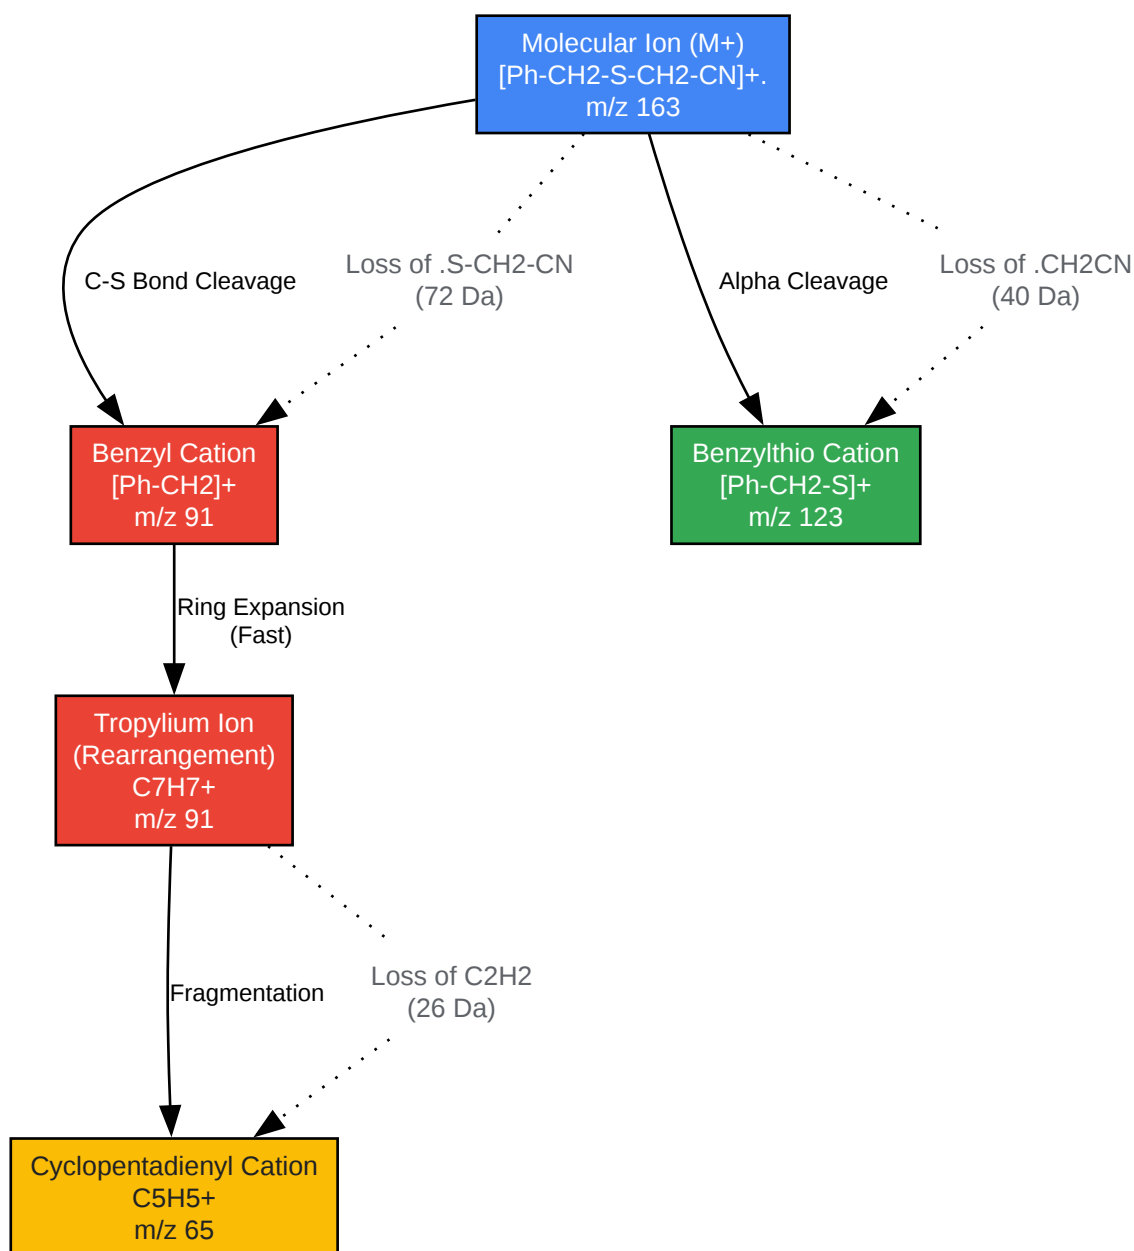 Molecular Ion (M+)
[Ph-CH2-S-CH2-CN]+.
m/z 163
C-S Bond Cleavage
Loss of .S-CH2-CN
(72 Da)
Alpha Cleavage
Loss of .CH2CN
(40 Da)
Benzyl Cation
[Ph-CH2]+
m/z 91
Benzylthio Cation
[Ph-CH2-S]+
m/z 123
Ring Expansion
(Fast)
Tropylium Ion
(Rearrangement)
C7H7+
m/z 91
Fragmentation
Loss of C2H2
(26 Da)
Cyclopentadienyl Cation
C5H5+
m/z 65